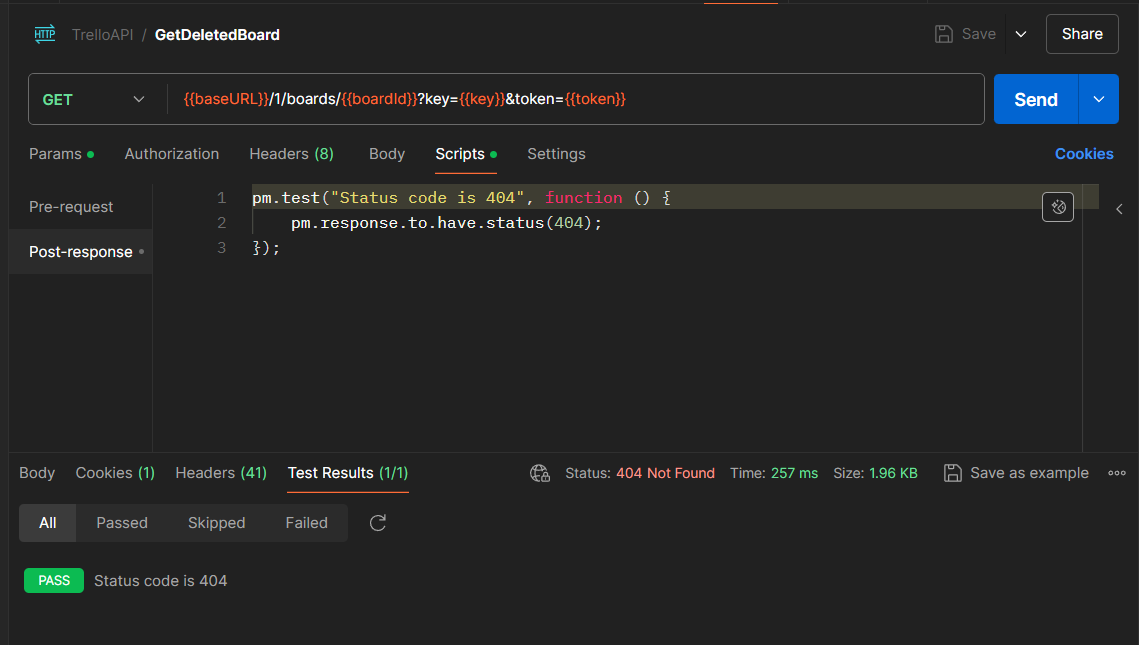 HTTP TrelloAPI / GetDeletedBoard Save Share
GET {{baseURL}}/1/boards/{{boardId}}?key={{key}}&token={{token}} Send
Params Authorization Headers (8) Body Scripts Settings Cookies
Pre-request
Post-response
1 pm.test("Status code is 404", function () {
2 pm.response.to.have.status(404);
3 });
Body Cookies (1) Headers (41) Test Results (1/1) Status: 404 Not Found Time: 257 ms Size: 1.96 KB Save as example
All Passed Skipped Failed
PASS Status code is 404